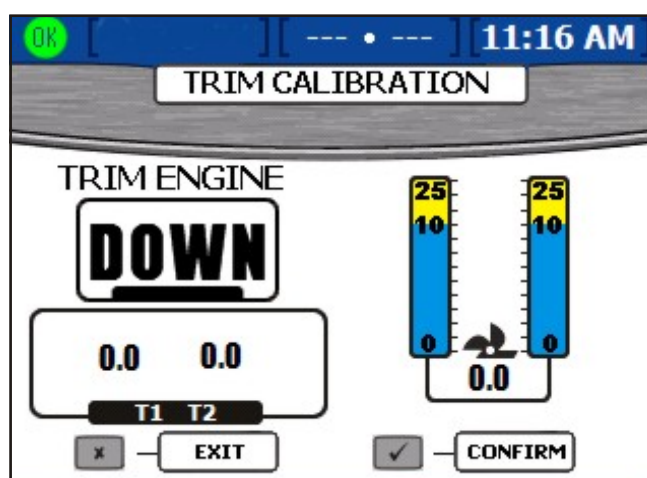 OK [ ][ --- • --- ][ 11:16 AM ]
TRIM CALIBRATION
TRIM ENGINE
DOWN
0.0 0.0
T1 T2
x EXIT
25 25
10 10
0 0
0.0
✓ CONFIRM